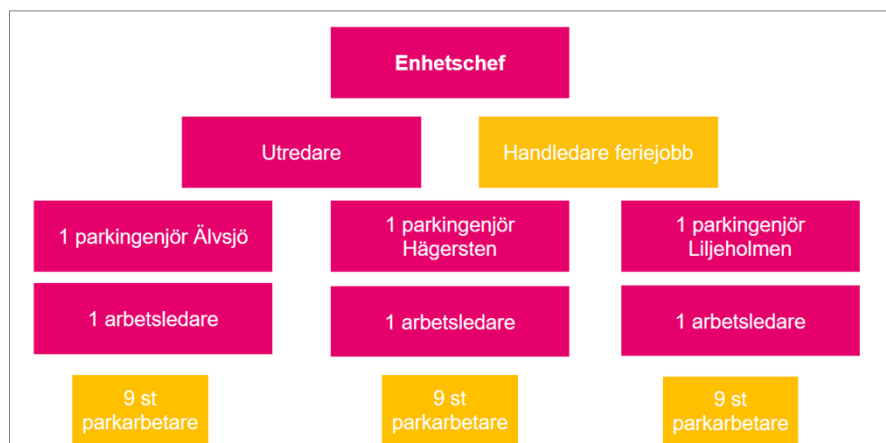 Enhetschef
Utredare
Handledare feriejobb
1 parkingenjör Älvsjö
1 parkingenjör
Hägersten
1 parkingenjör
Liljeholmen
1 arbetsledare
1 arbetsledare
1 arbetsledare
9 st
parkarbetare
9 st
parkarbetare
9 st
parkarbetare